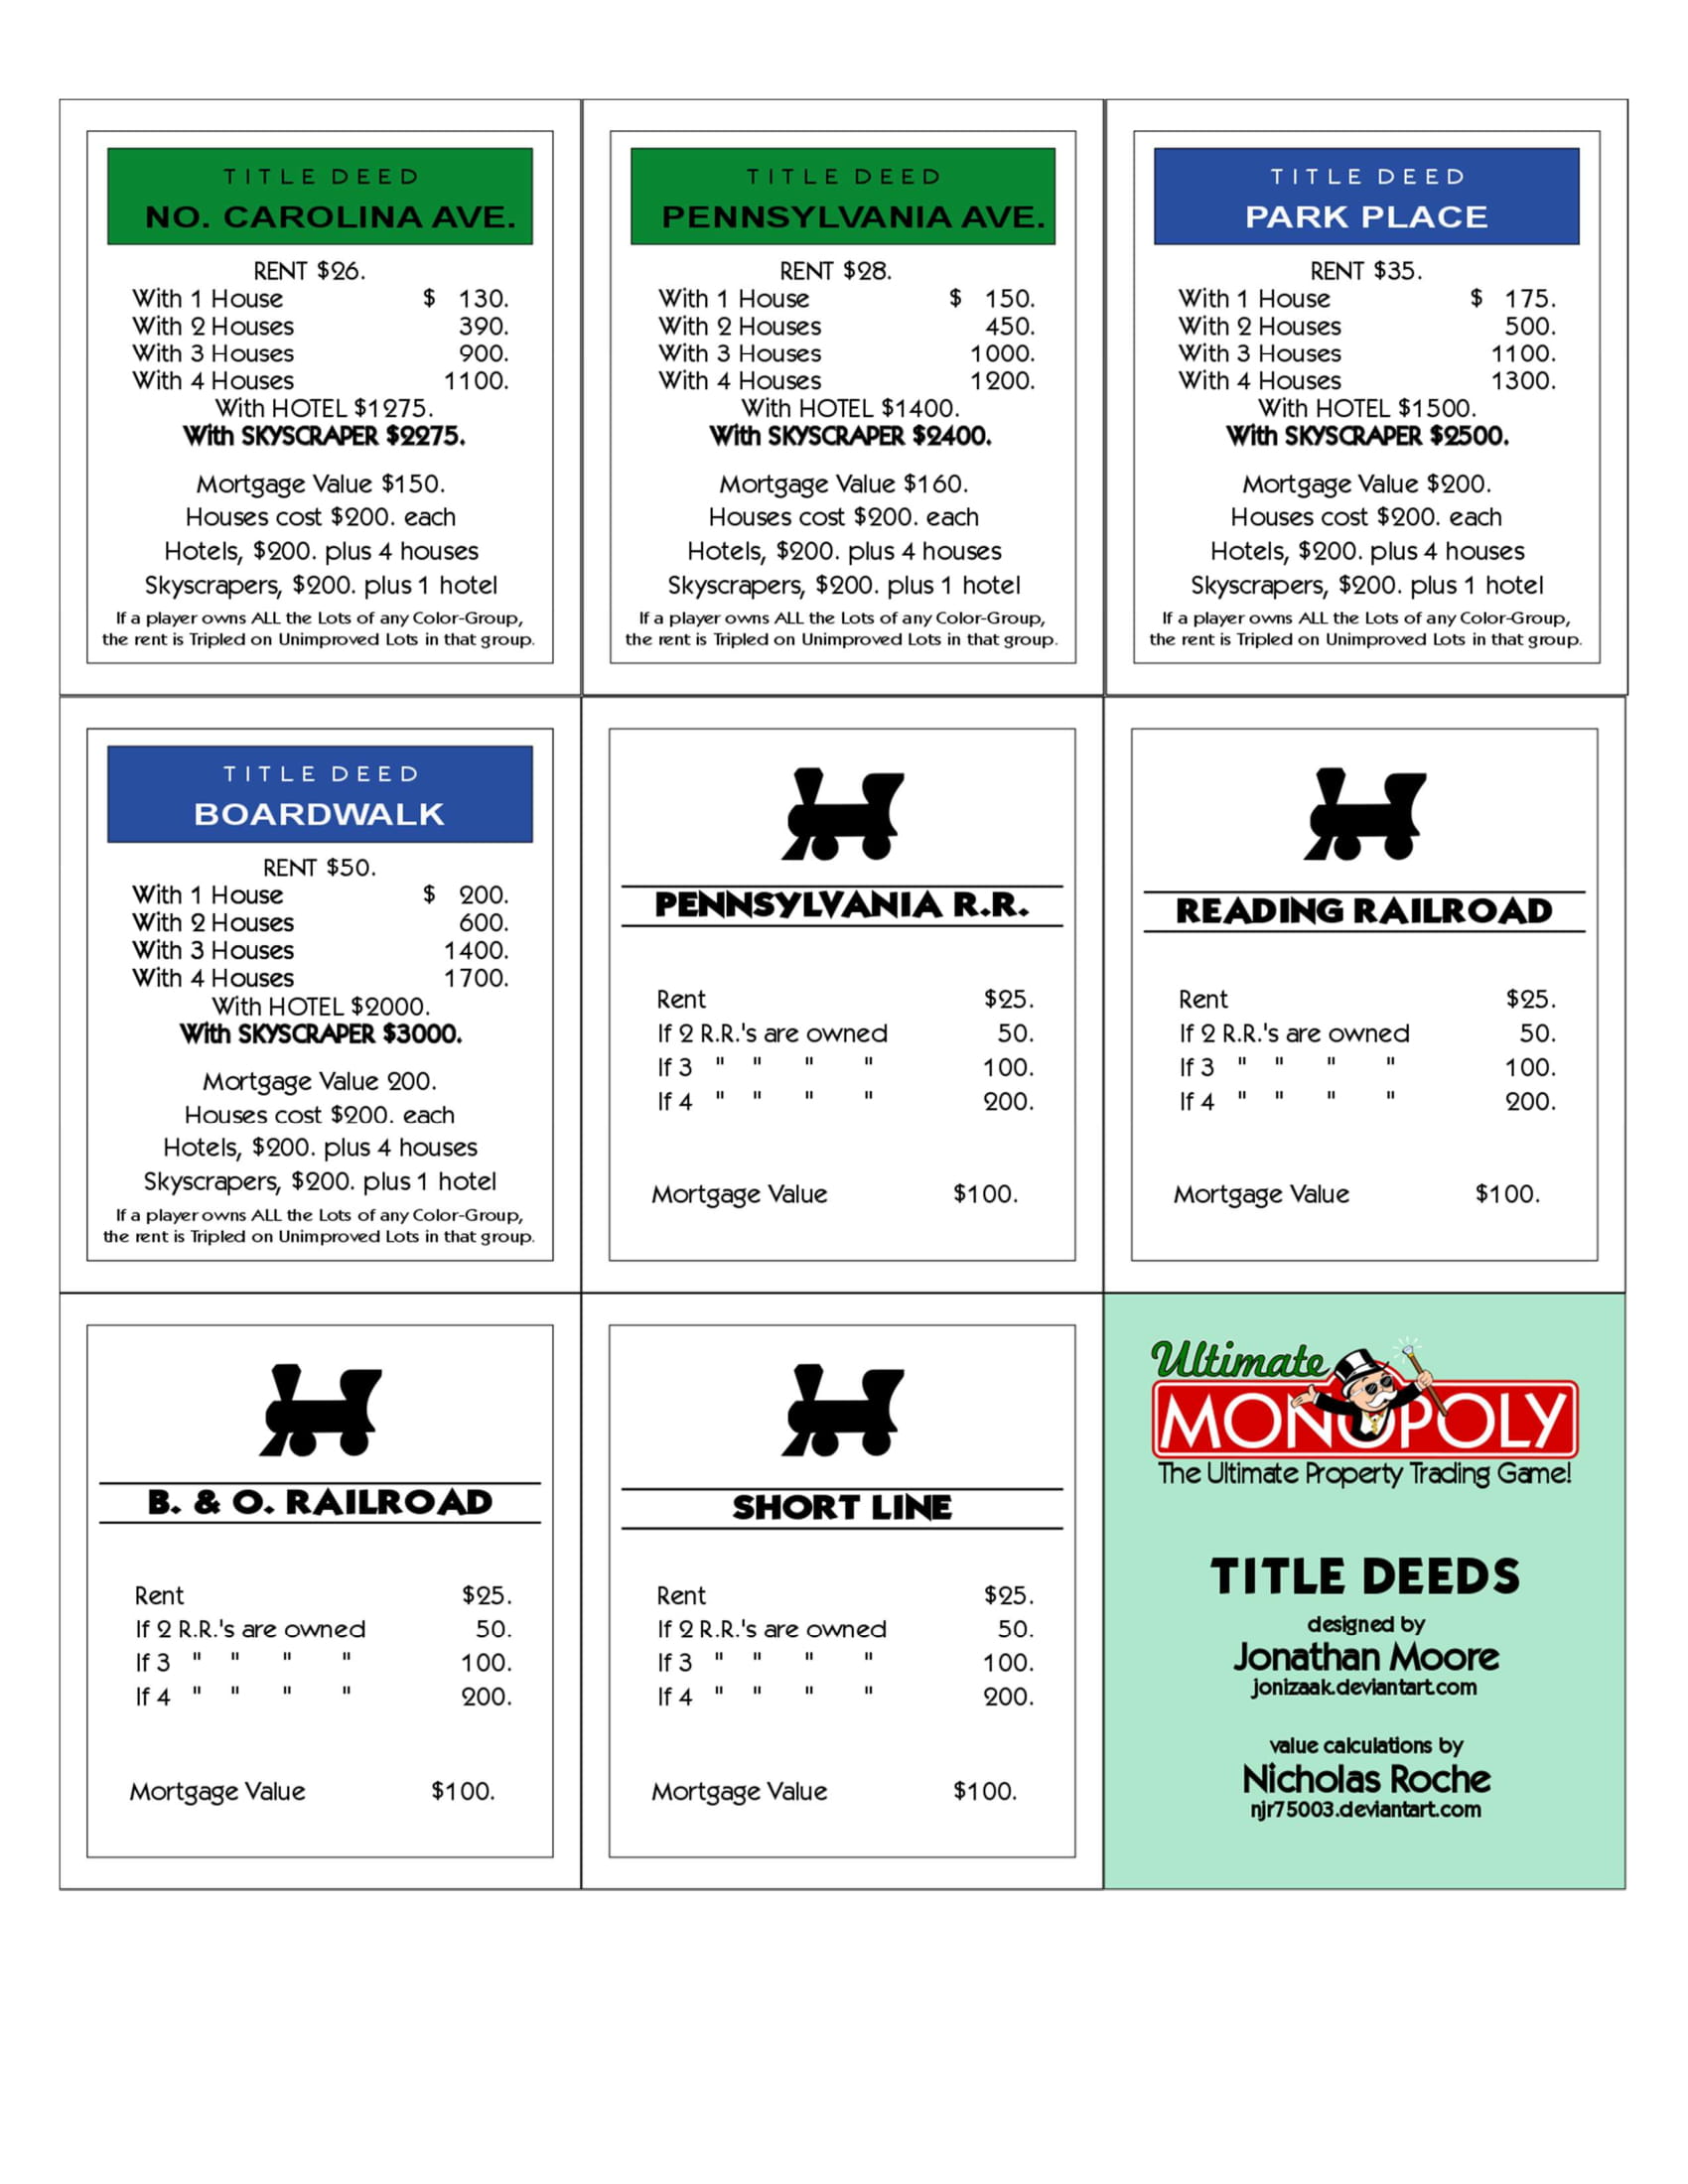 TITLE DEED
NO. CAROLINA AVE.
RENT $26.
With 1 House $ 130.
With 2 Houses 390.
With 3 Houses 900.
With 4 Houses 1100.
With HOTEL $1275.
With SKYSCRAPER $2275.
Mortgage Value $150.
Houses cost $200. each
Hotels, $200. plus 4 houses
Skyscrapers, $200. plus 1 hotel
If a player owns ALL the Lots of any Color-Group,
the rent is Tripled on Unimproved Lots in that group.
TITLE DEED
PENNSYLVANIA AVE.
RENT $28.
With 1 House $ 150.
With 2 Houses 450.
With 3 Houses 1000.
With 4 Houses 1200.
With HOTEL $1400.
With SKYSCRAPER $2400.
Mortgage Value $160.
Houses cost $200. each
Hotels, $200. plus 4 houses
Skyscrapers, $200. plus 1 hotel
If a player owns ALL the Lots of any Color-Group,
the rent is Tripled on Unimproved Lots in that group.
TITLE DEED
PARK PLACE
RENT $35.
With 1 House $ 175.
With 2 Houses 500.
With 3 Houses 1100.
With 4 Houses 1300.
With HOTEL $1500.
With SKYSCRAPER $2500.
Mortgage Value $200.
Houses cost $200. each
Hotels, $200. plus 4 houses
Skyscrapers, $200. plus 1 hotel
If a player owns ALL the Lots of any Color-Group,
the rent is Tripled on Unimproved Lots in that group.
TITLE DEED
BOARDWALK
RENT $50.
With 1 House $ 200.
With 2 Houses 600.
With 3 Houses 1400.
With 4 Houses 1700.
With HOTEL $2000.
With SKYSCRAPER $3000.
Mortgage Value 200.
Houses cost $200. each
Hotels, $200. plus 4 houses
Skyscrapers, $200. plus 1 hotel
If a player owns ALL the Lots of any Color-Group,
the rent is Tripled on Unimproved Lots in that group.
PENNSYLVANIA R.R.
Rent $25.
If 2 R.R.'s are owned 50.
If 3 " " " " 100.
If 4 " " " " 200.
Mortgage Value $100.
READING RAILROAD
Rent $25.
If 2 R.R.'s are owned 50.
If 3 " " " " 100.
If 4 " " " " 200.
Mortgage Value $100.
B. & O. RAILROAD
Rent $25.
If 2 R.R.'s are owned 50.
If 3 " " " " 100.
If 4 " " " " 200.
Mortgage Value $100.
SHORT LINE
Rent $25.
If 2 R.R.'s are owned 50.
If 3 " " " " 100.
If 4 " " " " 200.
Mortgage Value $100.
Ultimate
MONOPOLY
The Ultimate Property Trading Game!
TITLE DEEDS
designed by
Jonathan Moore
jonizaak.deviantart.com
value calculations by
Nicholas Roche
njr75003.deviantart.com